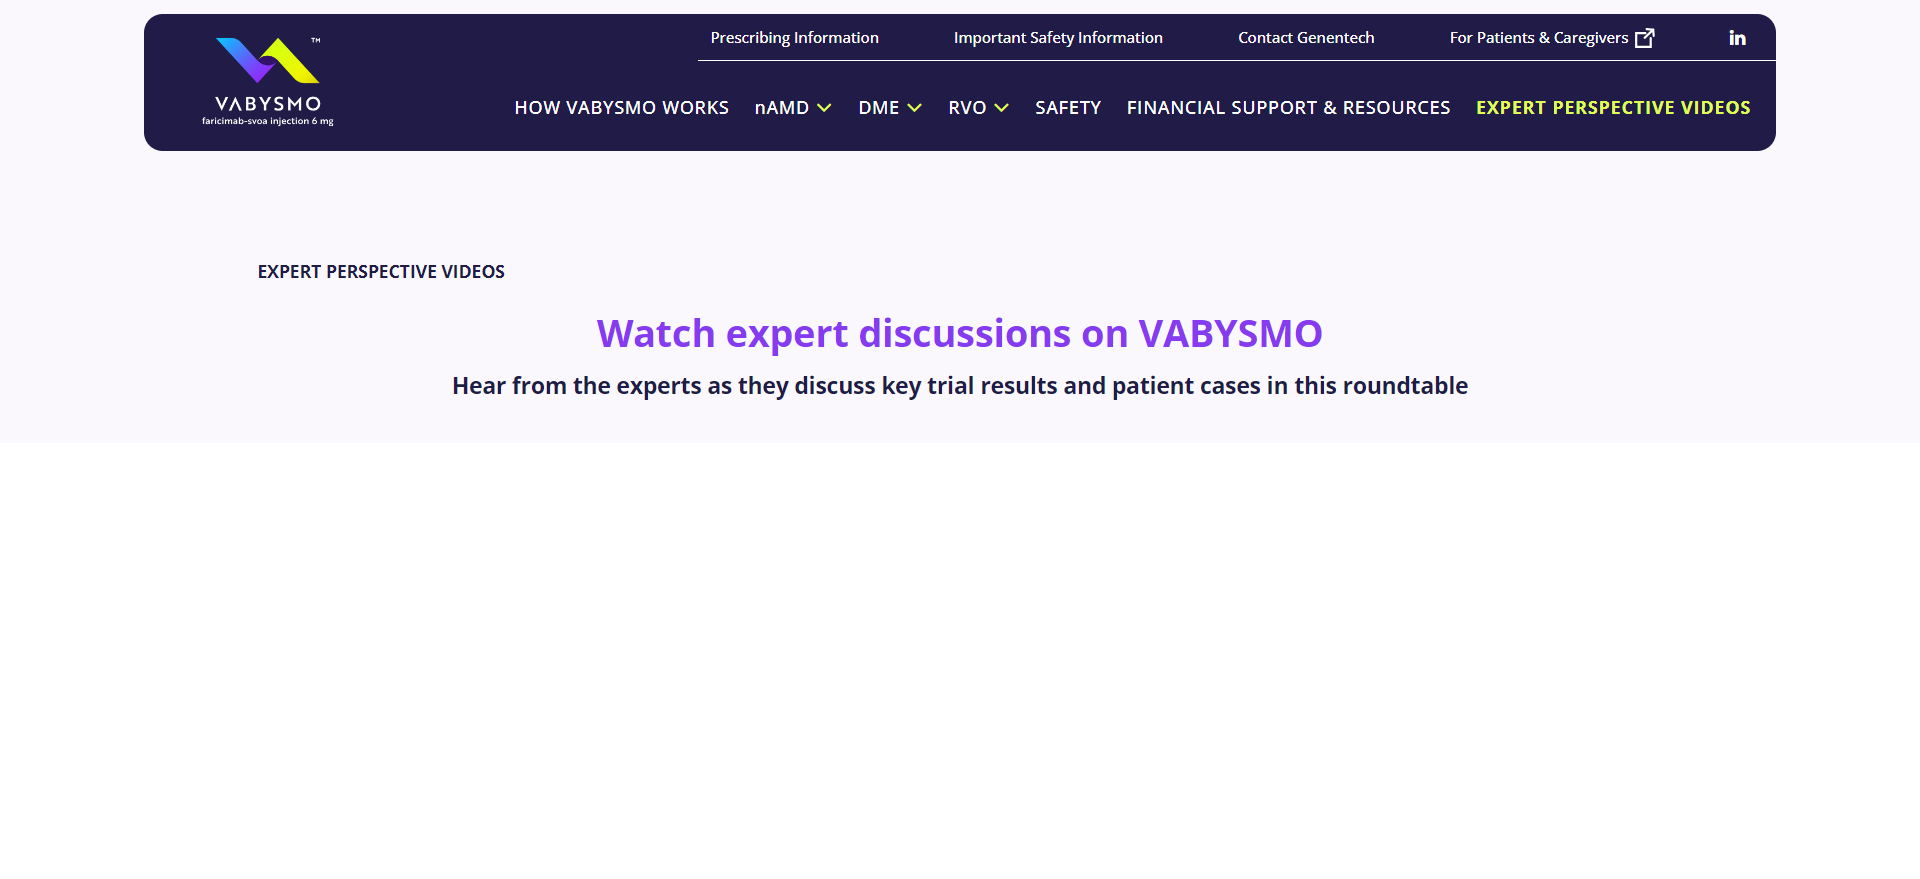 Prescribing Information
Important Safety Information
Contact Genentech
For Patients & Caregivers
in
TM
VABYSMO
faricimab-svoa injection 6 mg
HOW VABYSMO WORKS
nAMD
DME
RVO
SAFETY
FINANCIAL SUPPORT & RESOURCES
EXPERT PERSPECTIVE VIDEOS
EXPERT PERSPECTIVE VIDEOS
Watch expert discussions on VABYSMO
Hear from the experts as they discuss key trial results and patient cases in this roundtable